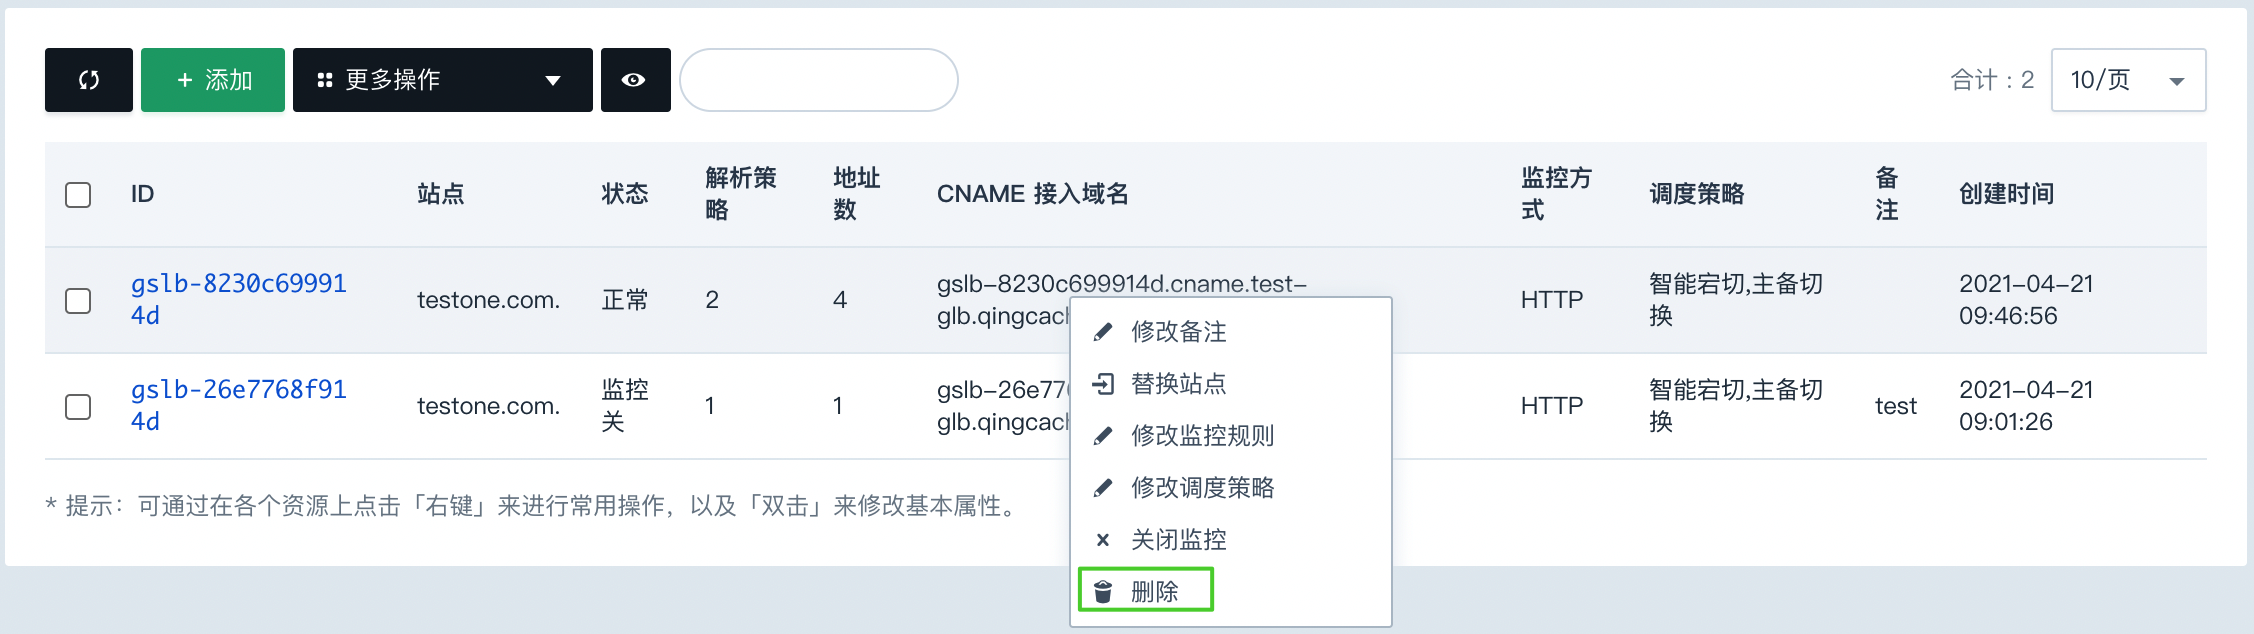 + 添加
更多操作
合计：2
10/页
ID
站点
状态
解析策
略
地址
数
CNAME 接入域名
监控方
式
调度策略
备
注
创建时间
gslb-8230c69991
4d
testone.com.
正常
2
4
gslb-8230c699914d.cname.test-
glb.qingcach
HTTP
智能宕切,主备切
换
2021-04-21
09:46:56
gslb-26e7768f91
4d
testone.com.
监控
关
1
1
gslb-26e77
glb.qingcach
HTTP
智能宕切,主备切
换
test
2021-04-21
09:01:26
修改备注
替换站点
修改监控规则
修改调度策略
关闭监控
删除
* 提示：可通过在各个资源上点击「右键」来进行常用操作，以及「双击」来修改基本属性。